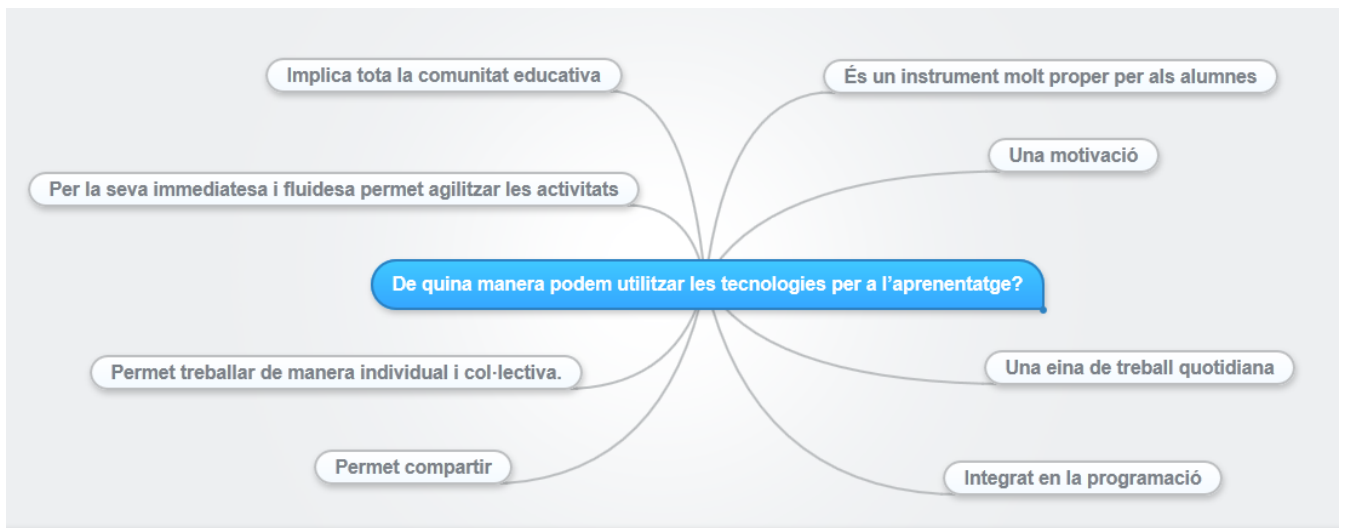 Implica tota la comunitat educativa
És un instrument molt proper per als alumnes
Una motivació
Per la seva immediatesa i fluidesa permet agilitzar les activitats
De quina manera podem utilitzar les tecnologies per a l’aprenentatge?
Permet treballar de manera individual i col·lectiva.
Una eina de treball quotidiana
Permet compartir
Integrat en la programació